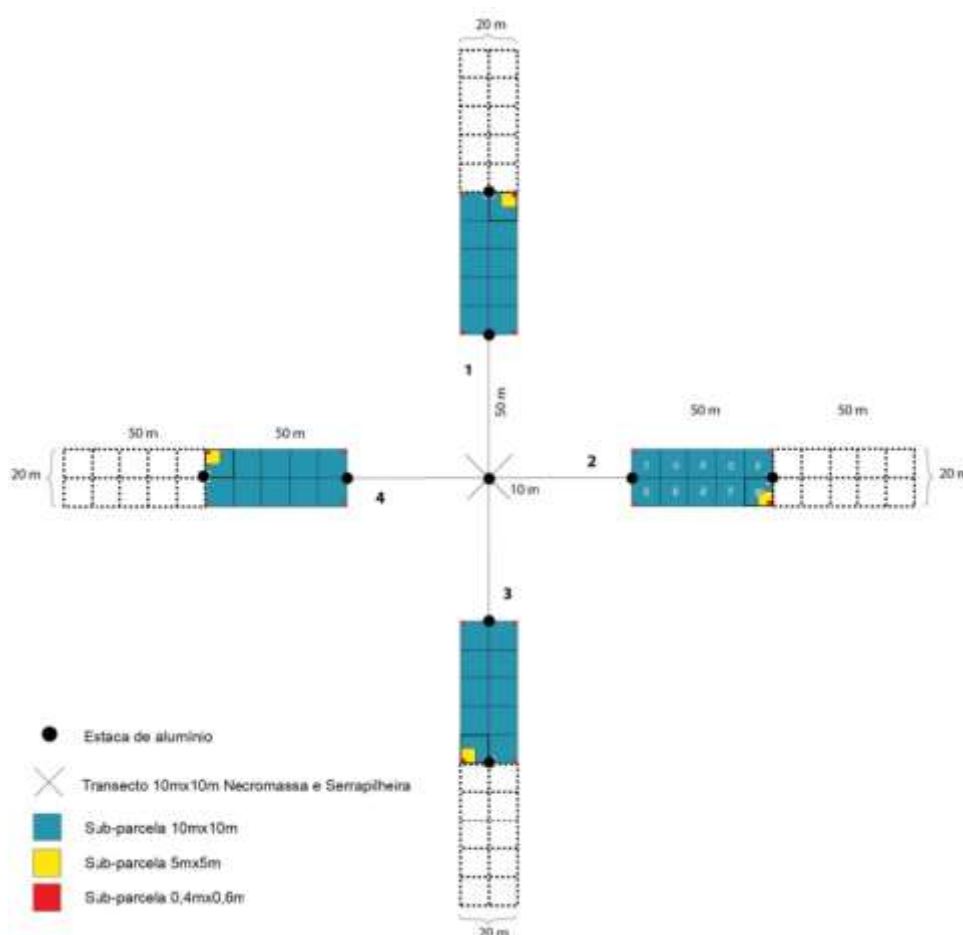 20 m
1
50 m
50 m
50 m
50 m
50 m
20 m
2
20 m
4
10 m
3
Estaca de alumínio
Transecto 10mx10m Necromassa e Serrapilheira
Sub-parcela 10mx10m
Sub-parcela 5mx5m
Sub-parcela 0,4mx0,6m
20 m